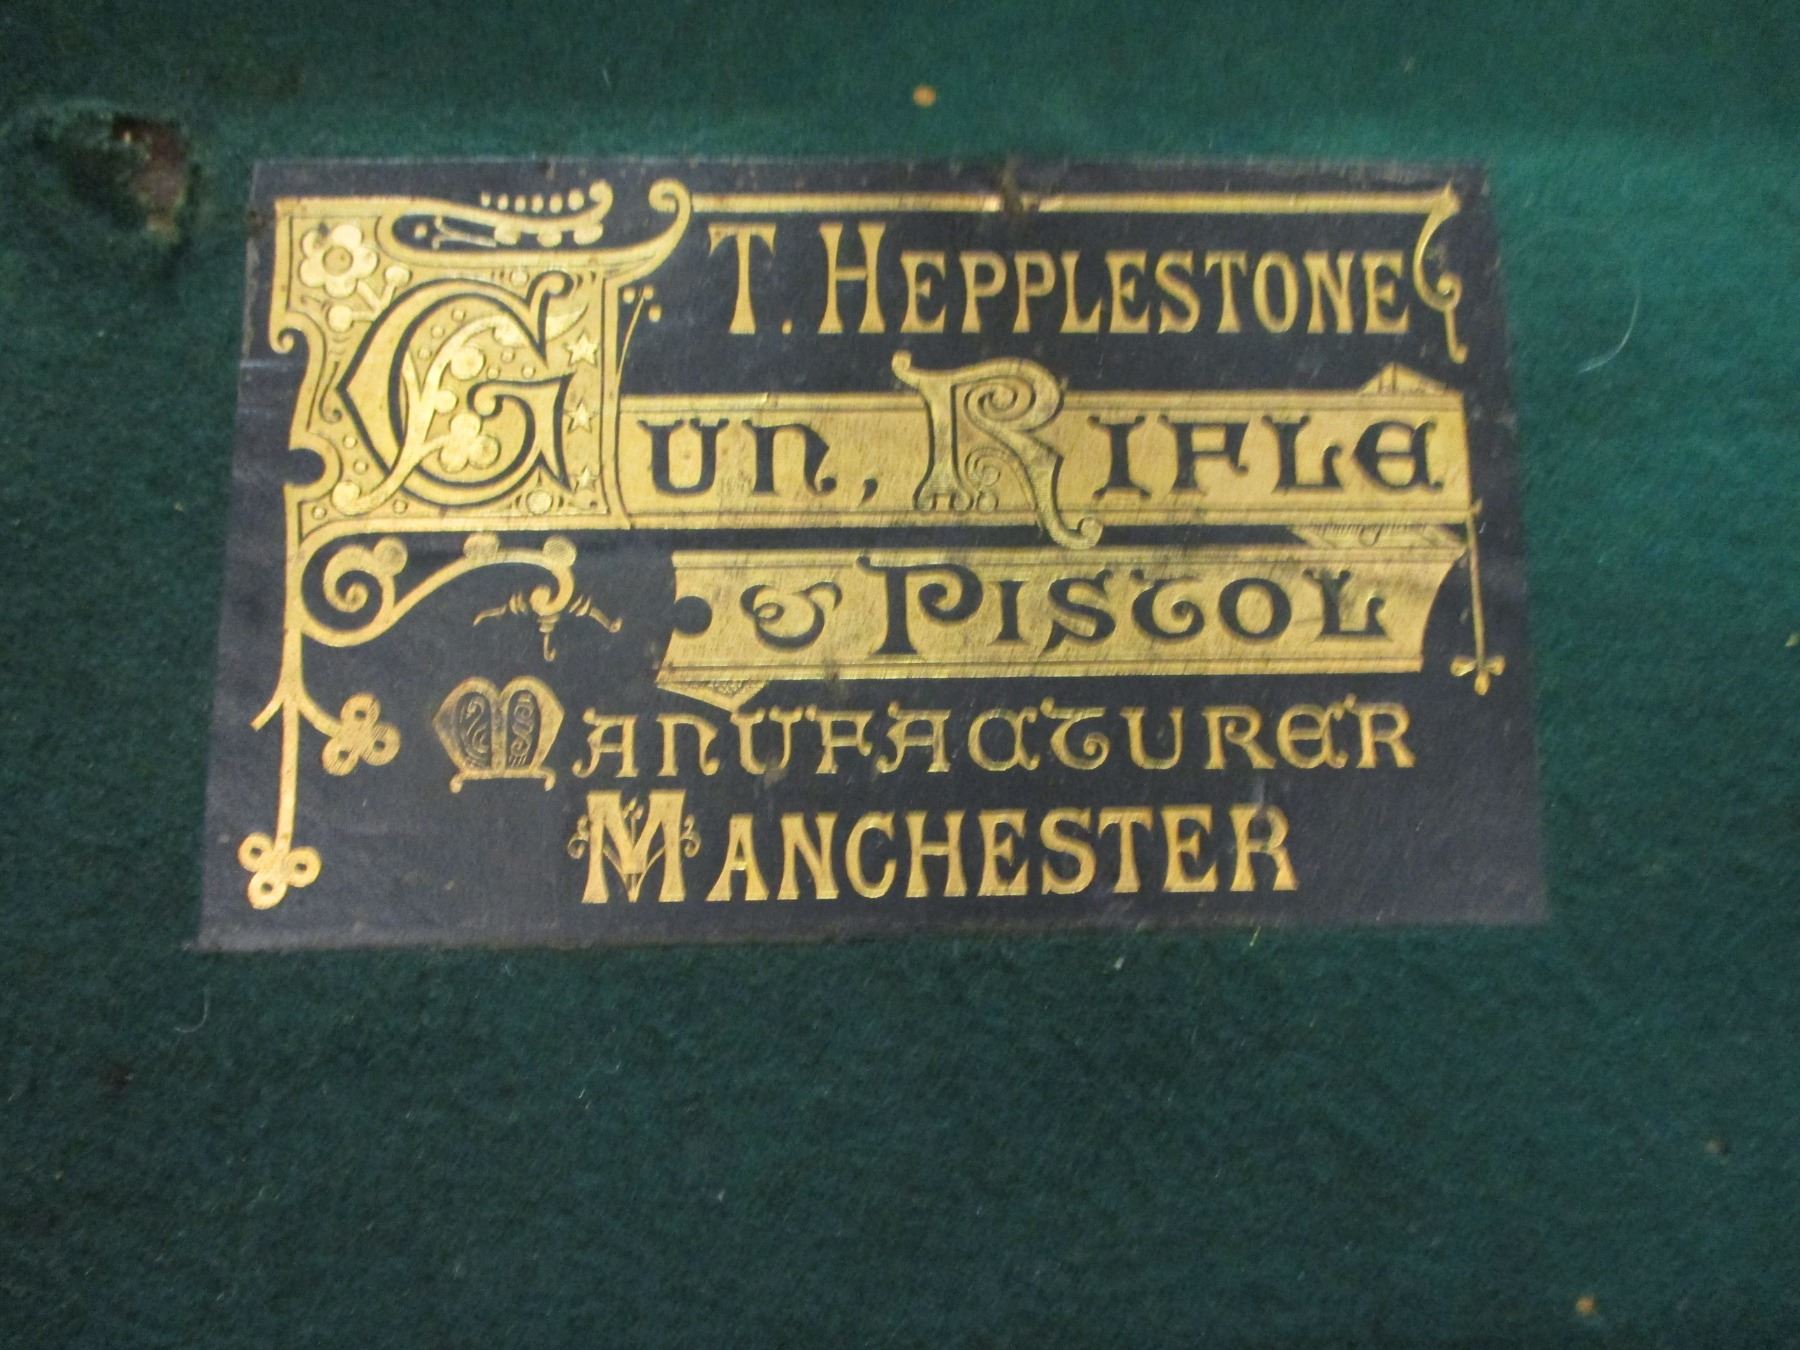 T. HEPPLESTONE
GUN, RIFLE
& PISTOL
MANUFACTURER
MANCHESTER